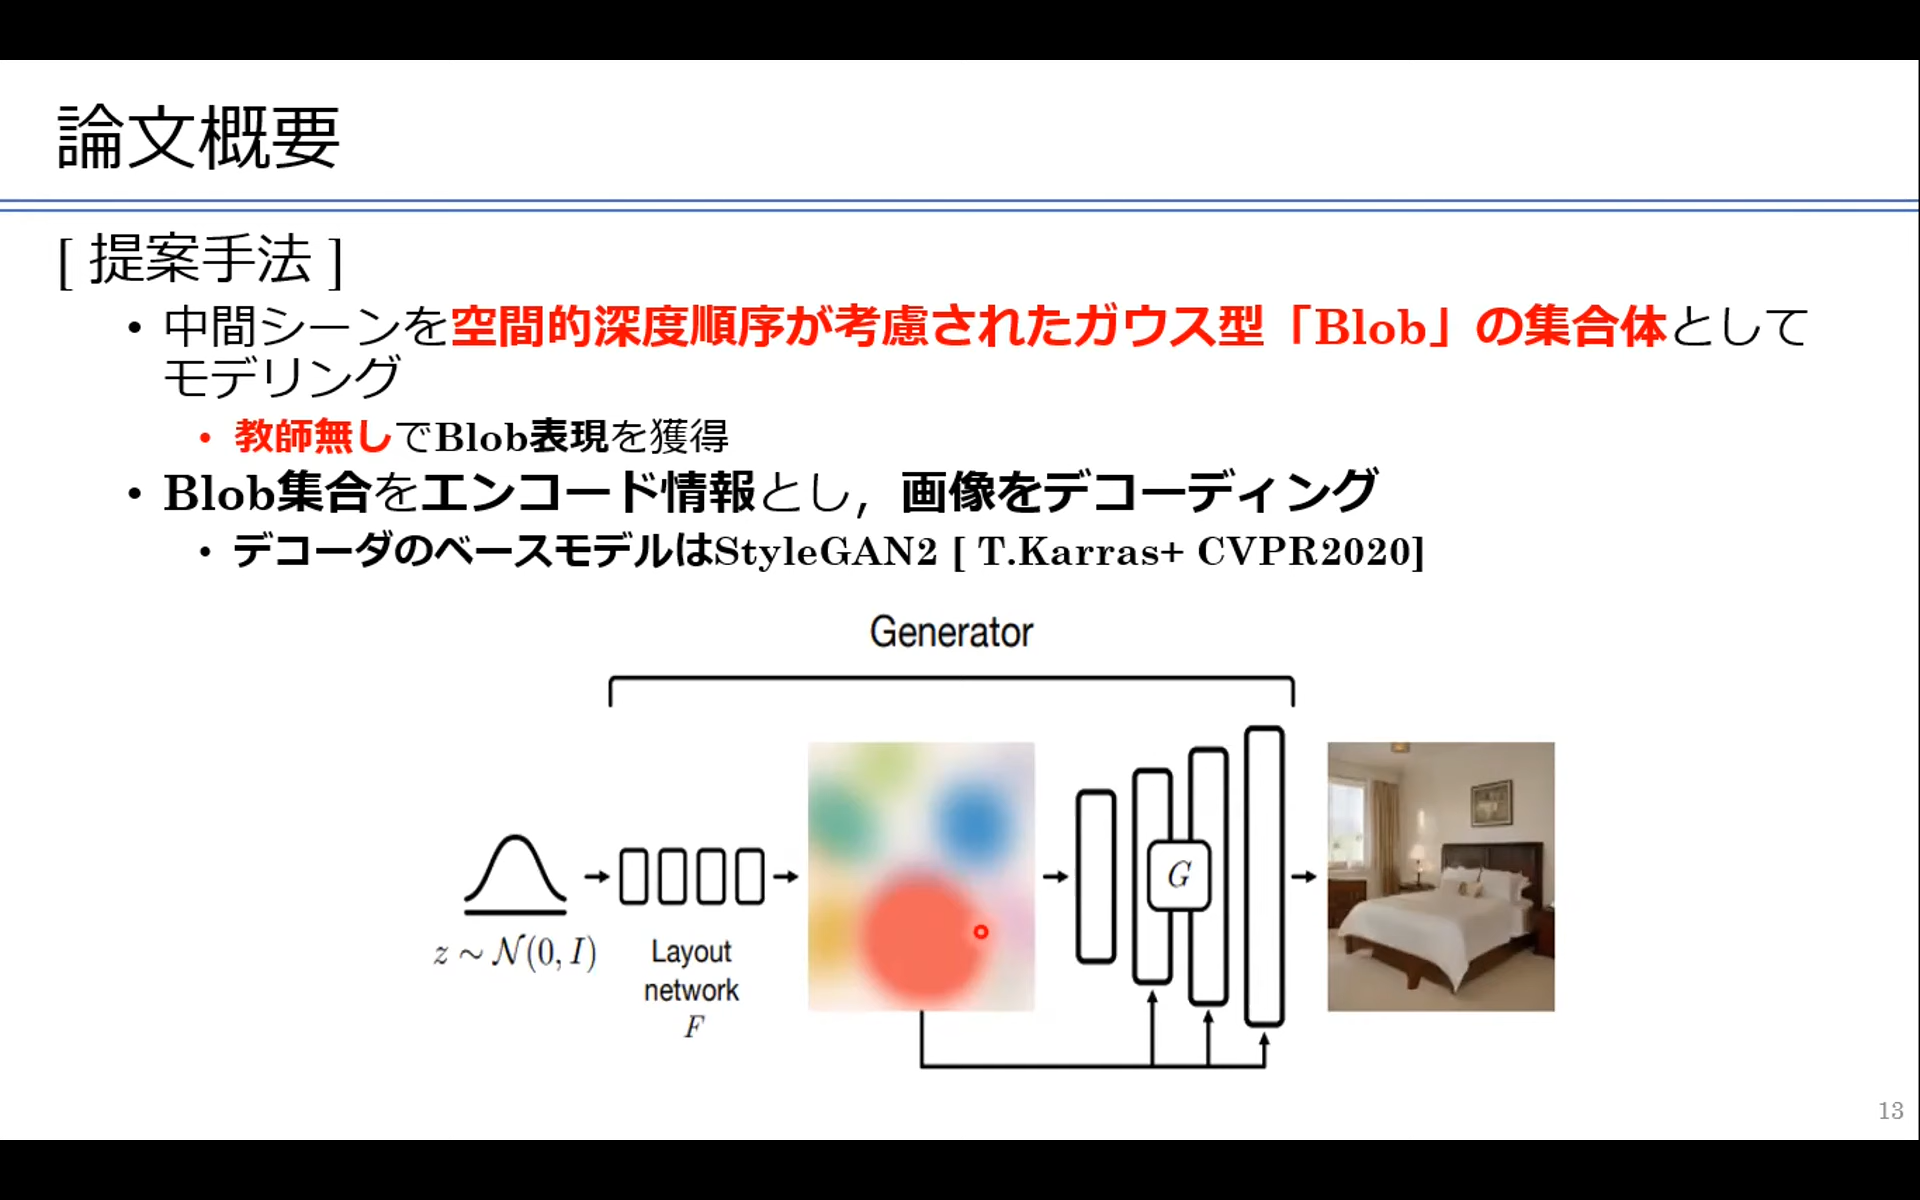 論文概要
[ 提案手法 ]
• 中間シーンを空間的深度順序が考慮されたガウス型「Blob」の集合体として
モデリング
• 教師無しでBlob表現を獲得
• Blob集合をエンコード情報とし，画像をデコーディング
• デコーダのベースモデルはStyleGAN2 [ T.Karras+ CVPR2020]
Generator
G
z ∼ 𝒩(0, I)
Layout
network
F
13